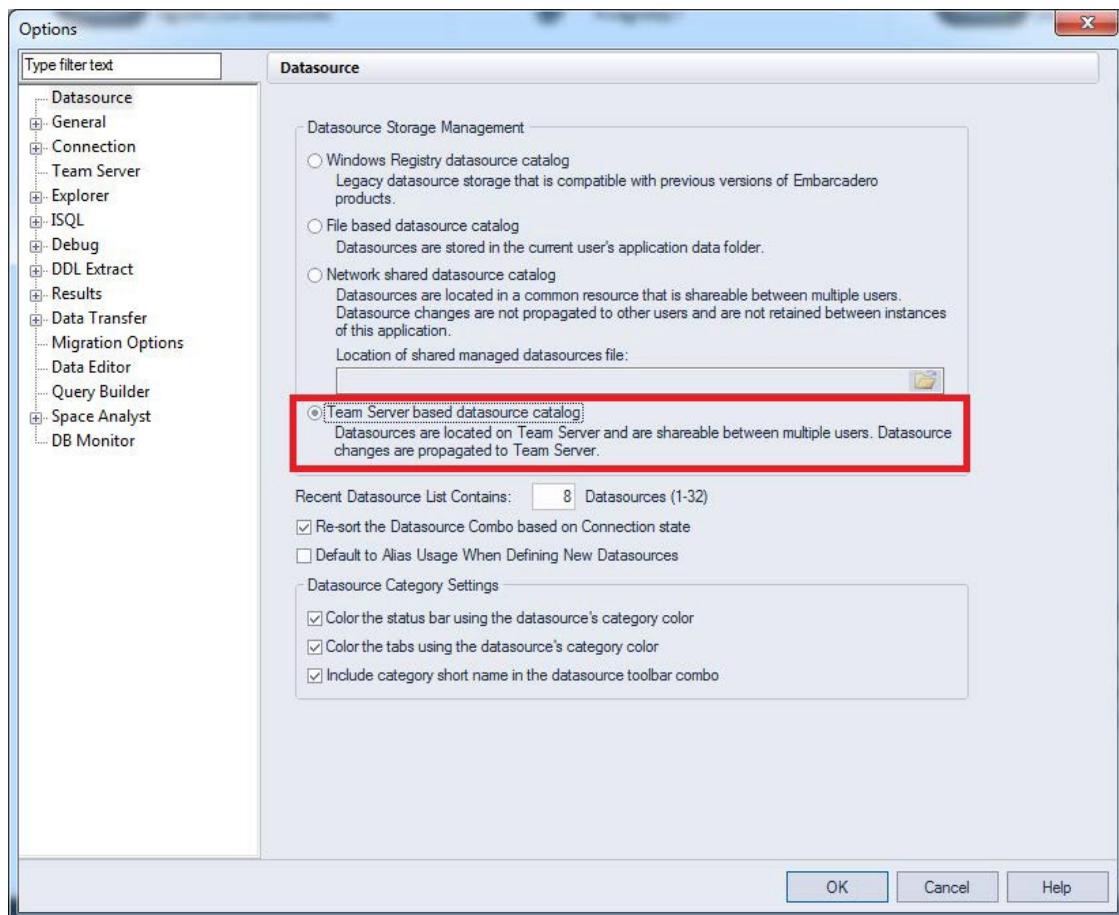 Options
Type filter text
Datasource
Datasource
General
Connection
Team Server
Explorer
ISQL
Debug
DDL Extract
Results
Data Transfer
Migration Options
Data Editor
Query Builder
Space Analyst
DB Monitor
Datasource Storage Management
Windows Registry datasource catalog
Legacy datasource storage that is compatible with previous versions of Embarcadero
products.
File based datasource catalog
Datasources are stored in the current user's application data folder.
Network shared datasource catalog
Datasources are located in a common resource that is shareable between multiple users.
Datasource changes are not propagated to other users and are not retained between instances
of this application.
Location of shared managed datasources file:
Team Server based datasource catalog
Datasources are located on Team Server and are shareable between multiple users. Datasource
changes are propagated to Team Server.
Recent Datasource List Contains: 8 Datasources (1-32)
Re-sort the Datasource Combo based on Connection state
Default to Alias Usage When Defining New Datasources
Datasource Category Settings
Color the status bar using the datasource's category color
Color the tabs using the datasource's category color
Include category short name in the datasource toolbar combo
OK Cancel Help